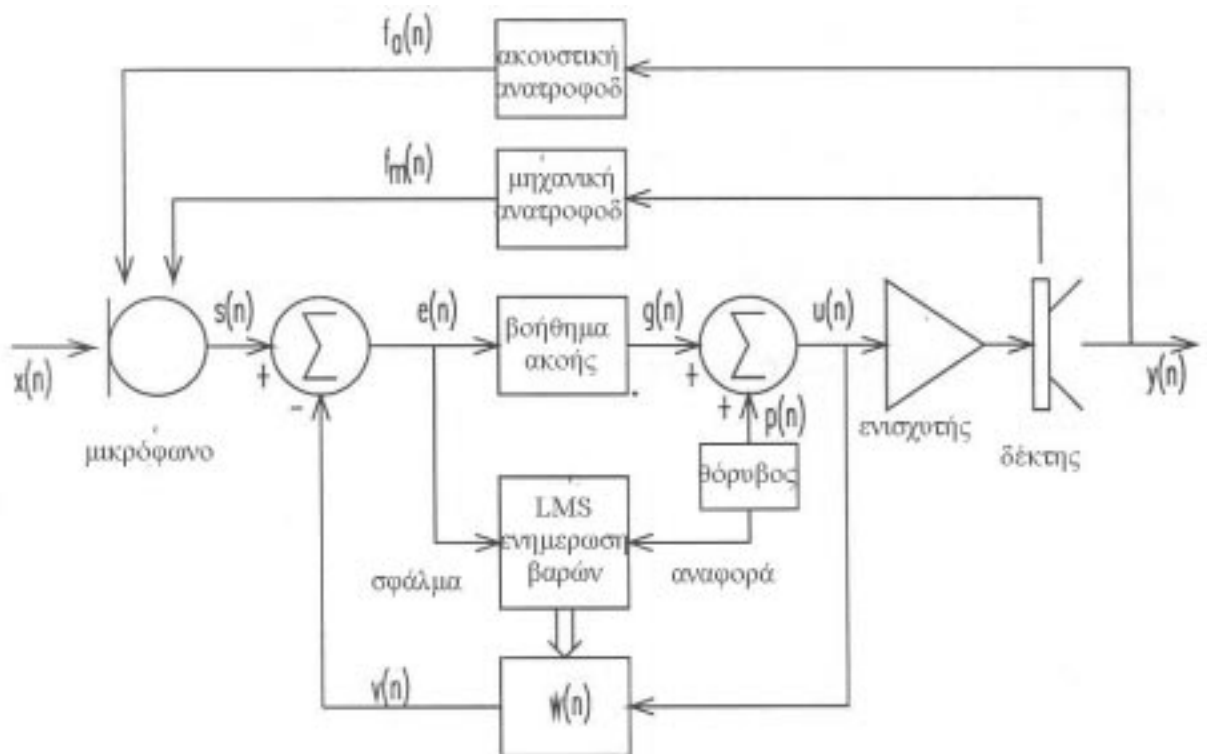 fa(n)
ακουστική
ανατροφοδ
fm(n)
μηχανική
ανατροφοδ
x(n)
s(n)
+
-
e(n)
βοήθημα
ακοής
g(n)
+
+
p(n)
u(n)
y(n)
μικρόφωνο
ενισχυτής
δέκτης
θόρυβος
LMS
ενημερωση
βαρών
σφάλμα
αναφορά
v(n)
W(n)